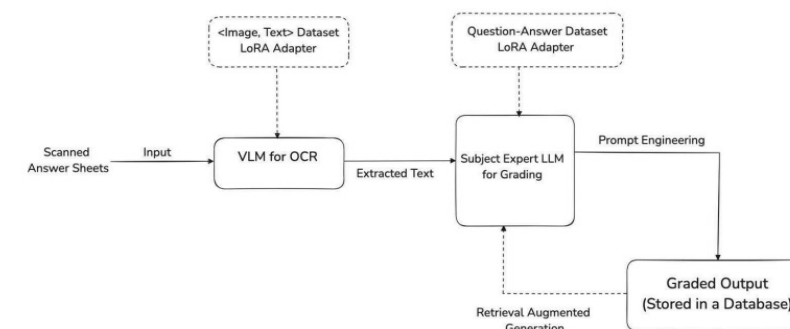 <Image, Text> Dataset
LoRA Adapter
Question-Answer Dataset
LoRA Adapter
Scanned
Answer Sheets
Input
VLM for OCR
Extracted Text
Subject Expert LLM
for Grading
Prompt Engineering
Graded Output
(Stored in a Database)
Retrieval Augmented
Generation